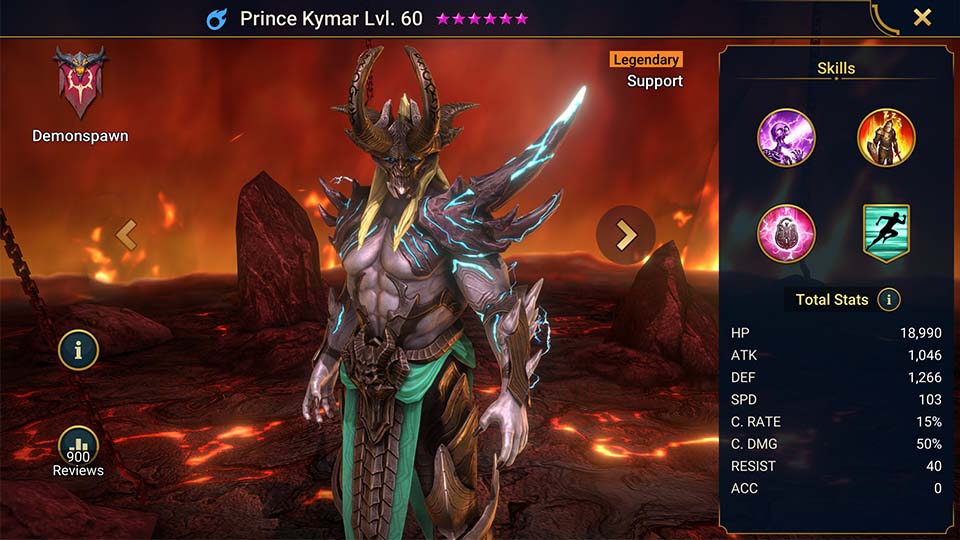 Prince Kymar Lvl. 60
Demonspawn
Legendary
Support
Skills
Total Stats i
HP 18,990
ATK 1,046
DEF 1,266
SPD 103
C. RATE 15%
C. DMG 50%
RESIST 40
ACC 0
i
900
Reviews